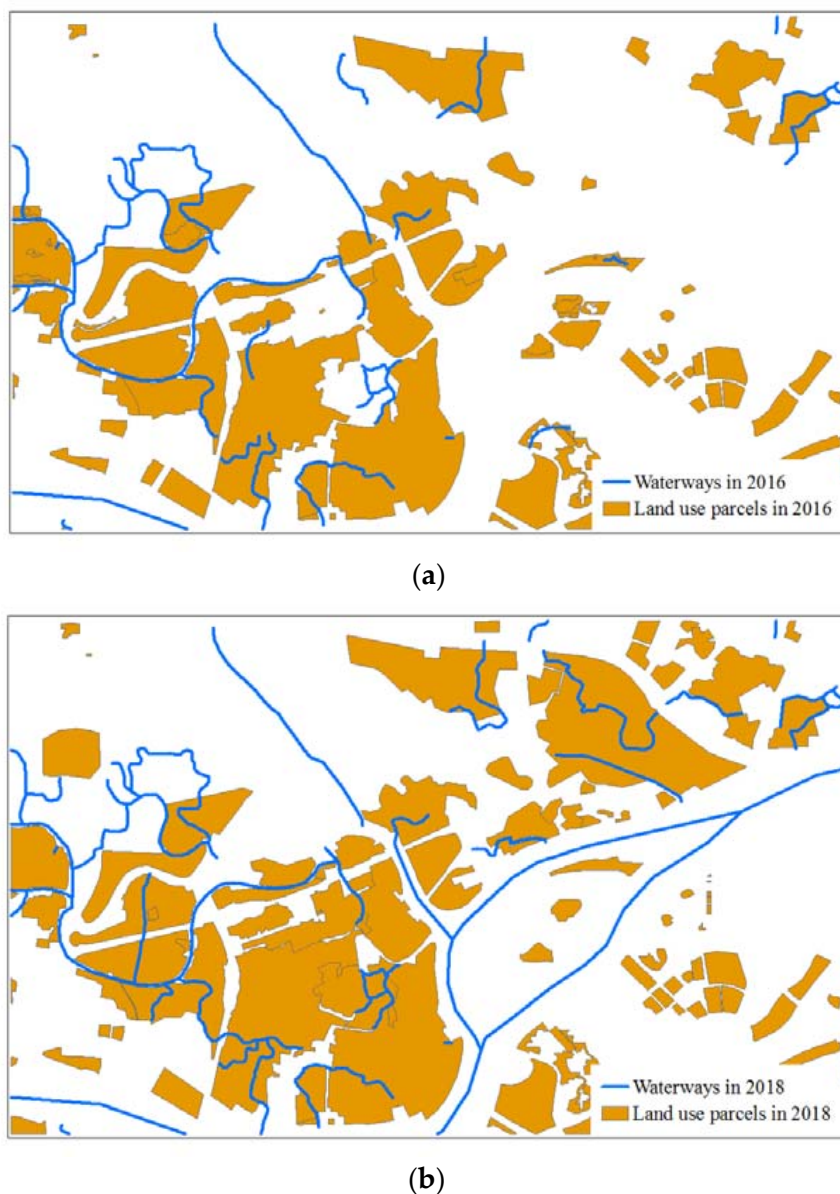 Waterways in 2016
Land use parcels in 2016
(a)
Waterways in 2018
Land use parcels in 2018
(b)